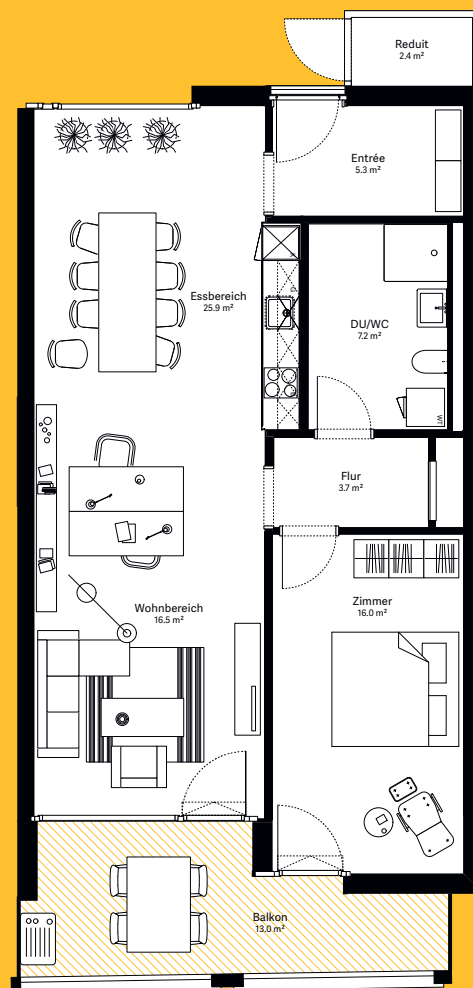 Reduit
2.4 m²
Entrée
5.3 m²
Essbereich
25.9 m²
DU/WC
7.2 m²
WT
Flur
3.7 m²
Wohnbereich
16.5 m²
Zimmer
16.0 m²
Balkon
13.0 m²